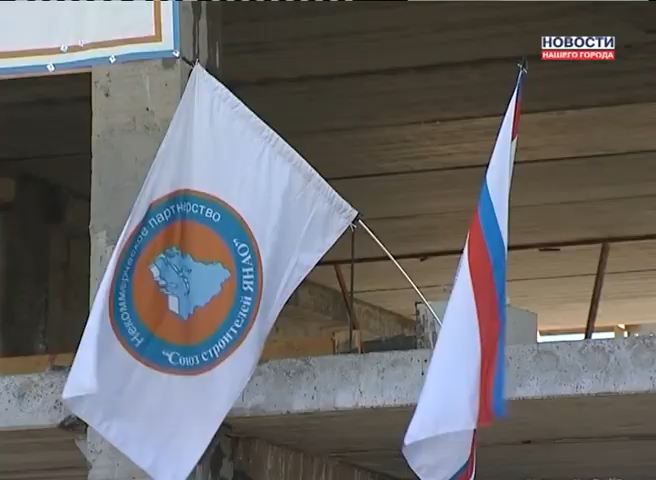 НОВОСТИ
НАШЕГО ГОРОДА
Некоммерческое партнерство
"Союз строителей ЯНАО"